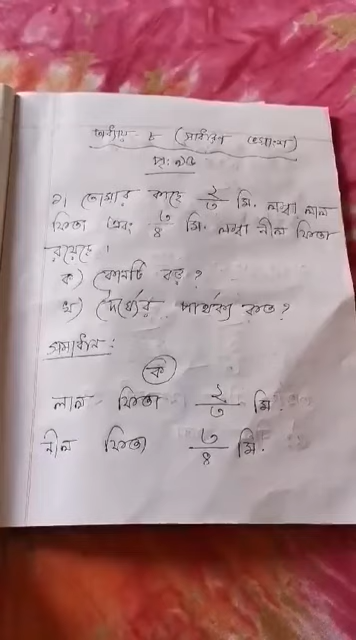 অধ্যায় ৮ (সাধারণ ভগ্নাংশ)
পৃ: ৯৫
২। তোমার কাছে ২/৩ মি. লম্বা লাল
ফিতা এবং ৩/৪ মি. লম্বা নীল ফিতা
রয়েছে।
ক) কোনটি বড়?
খ) দৈর্ঘ্যের পার্থক্য কত?
সমাধান:
ক
লাল ফিতা ২/৩ মি.
নীল ফিতা ৩/৪ মি.